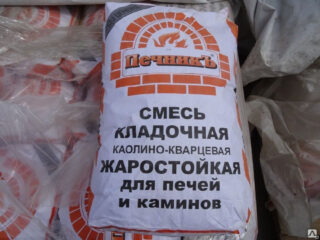 ПечникЪ
СМЕСЬ
КЛАДОЧНАЯ
КАОЛИНО-КВАРЦЕВАЯ
ЖАРОСТОЙКАЯ
для печей
и каминов